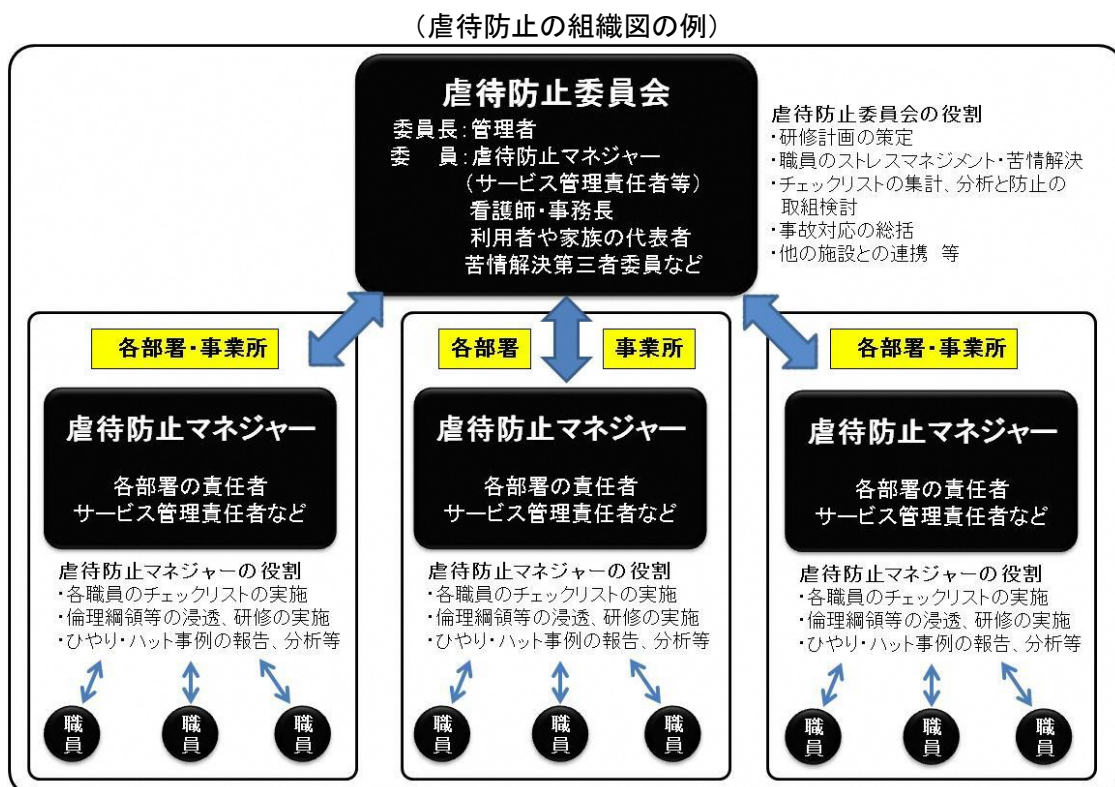 （虐待防止の組織図の例）
虐待防止委員会
委員長：管理者
委　員：虐待防止マネジャー
（サービス管理責任者等）
看護師・事務長
利用者や家族の代表者
苦情解決第三者委員など
虐待防止委員会の役割
・研修計画の策定
・職員のストレスマネジメント・苦情解決
・チェックリストの集計、分析と防止の
取組検討
・事故対応の総括
・他の施設との連携 等
各部署・事業所
虐待防止マネジャー
各部署の責任者
サービス管理責任者など
虐待防止マネジャーの役割
・各職員のチェックリストの実施
・倫理綱領等の浸透、研修の実施
・ひやり・ハット事例の報告、分析等
職員
職員
職員
各部署
事業所
虐待防止マネジャー
各部署の責任者
サービス管理責任者など
虐待防止マネジャーの役割
・各職員のチェックリストの実施
・倫理綱領等の浸透、研修の実施
・ひやり・ハット事例の報告、分析等
職員
職員
職員
各部署・事業所
虐待防止マネジャー
各部署の責任者
サービス管理責任者など
虐待防止マネジャーの役割
・各職員のチェックリストの実施
・倫理綱領等の浸透、研修の実施
・ひやり・ハット事例の報告、分析等
職員
職員
職員